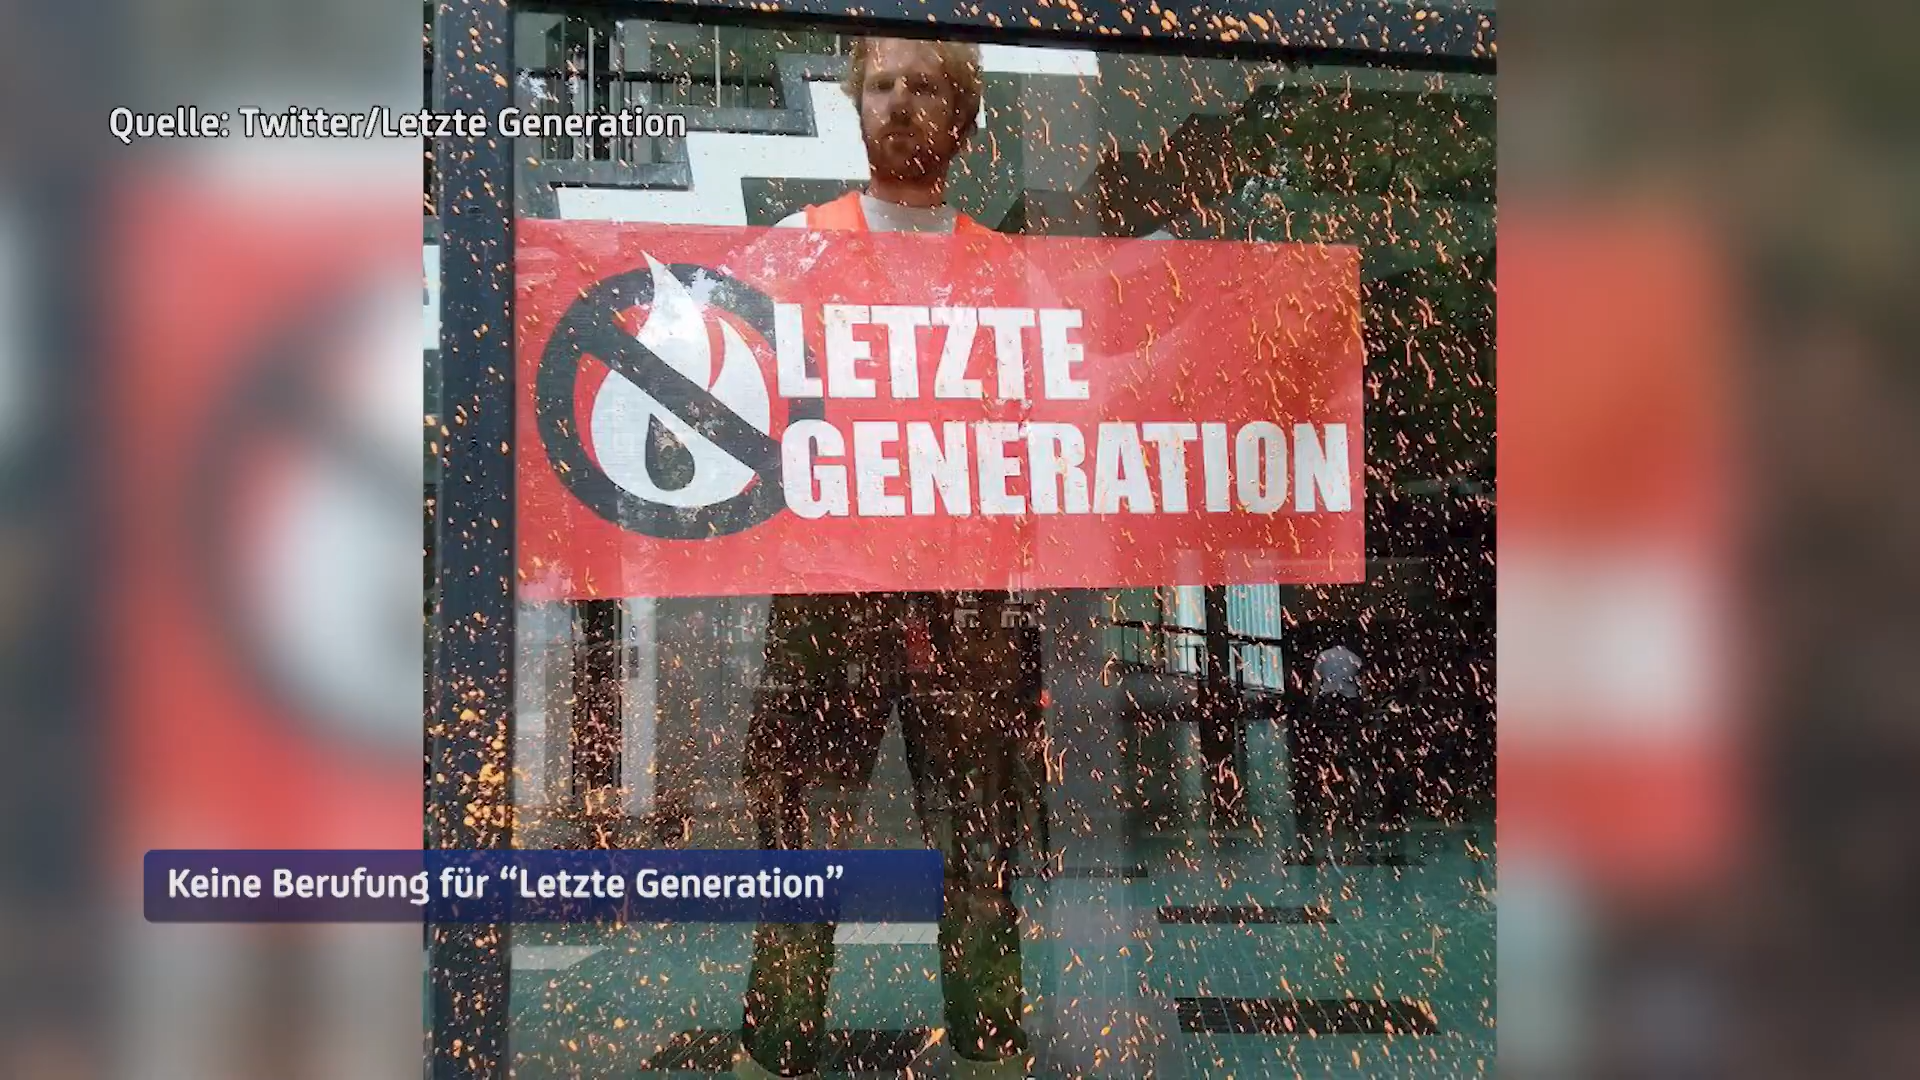 Quelle: Twitter/Letzte Generation
LETZTE
GENERATION
Keine Berufung für “Letzte Generation”